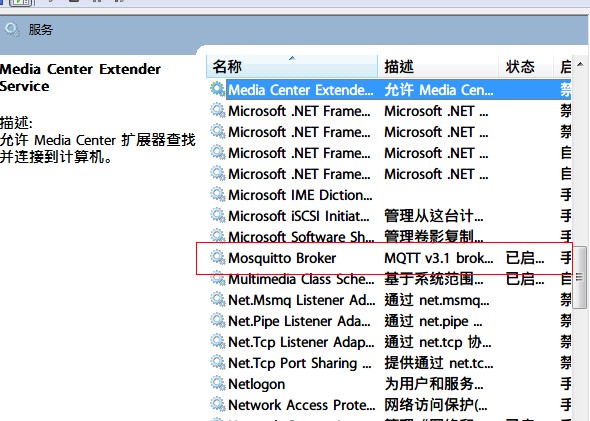 服务
Media Center Extender
Service
描述:
允许 Media Center 扩展器查找
并连接到计算机。
名称 描述 状态 启
Media Center Extende... 允许 Media Cen... 禁
Microsoft .NET Frame... Microsoft .NET ... 禁
Microsoft .NET Frame... Microsoft .NET ... 禁
Microsoft .NET Frame... Microsoft .NET ... 自
Microsoft .NET Frame... Microsoft .NET ... 自
Microsoft IME Diction... 手
Microsoft iSCSI Initiat... 管理从这台计... 手
Microsoft Software Sh... 管理卷影复制... 手
Mosquitto Broker MQTT v3.1 brok... 已启... 手
Multimedia Class Sche... 基于系统范围... 已启... 自
Net.Msmq Listener Ad... 通过 net.msmq... 禁
Net.Pipe Listener Ada... 通过 net.pipe ... 禁
Net.Tcp Listener Adap... 通过 net.tcp 协... 禁
Net.Tcp Port Sharing ... 提供通过 net.tc... 禁
Netlogon 为用户和服务... 手
Network Access Prote... 网络访问保护(... 手